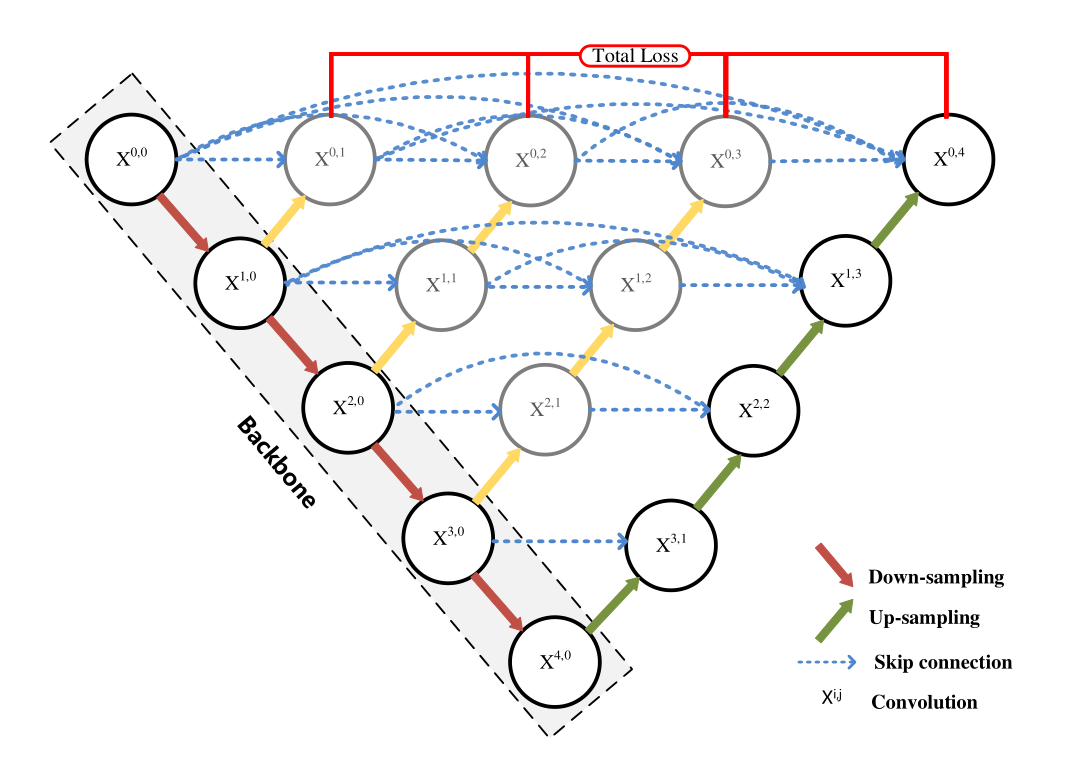 Total Loss
X0,0
X0,1
X0,2
X0,3
X0,4
X1,0
X1,1
X1,2
X1,3
X2,0
X2,1
X2,2
Backbone
X3,0
X3,1
X4,0
Down-sampling
Up-sampling
Skip connection
Xi,j Convolution